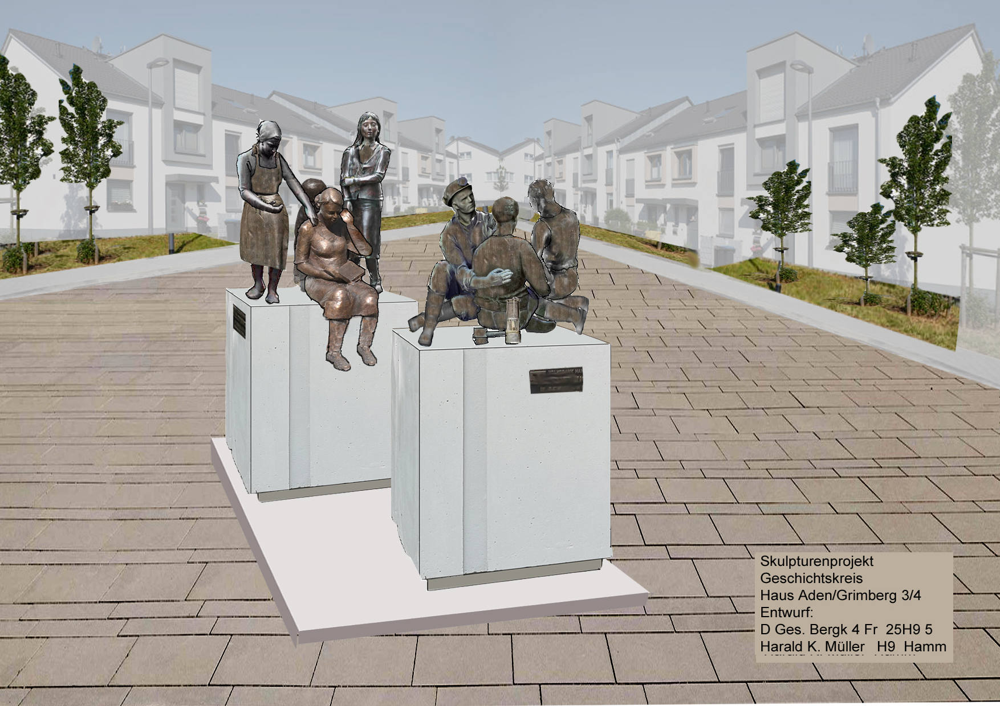 Skulpturenprojekt
Geschichtskreis
Haus Aden/Grimberg 3/4
Entwurf:
D Ges. Bergk 4 Fr  25H9 5
Harald K. Müller   H9  Hamm